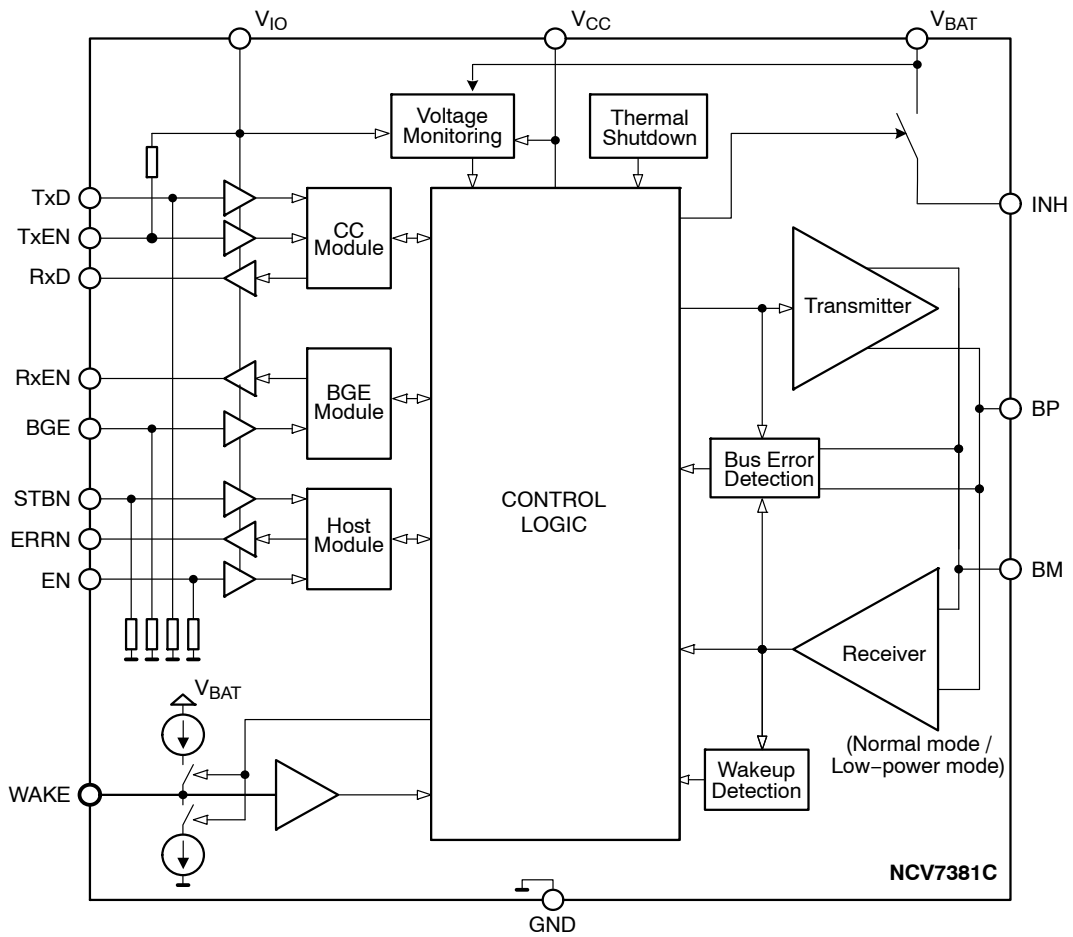 VIO
VCC
VBAT
Voltage
Monitoring
Thermal
Shutdown
TxD
TxEN
RxD
CC
Module
INH
Transmitter
RxEN
BGE
BGE
Module
BP
Bus Error
Detection
STBN
ERRN
EN
Host
Module
CONTROL
LOGIC
BM
Receiver
(Normal mode /
Low−power mode)
VBAT
WAKE
Wakeup
Detection
NCV7381C
GND